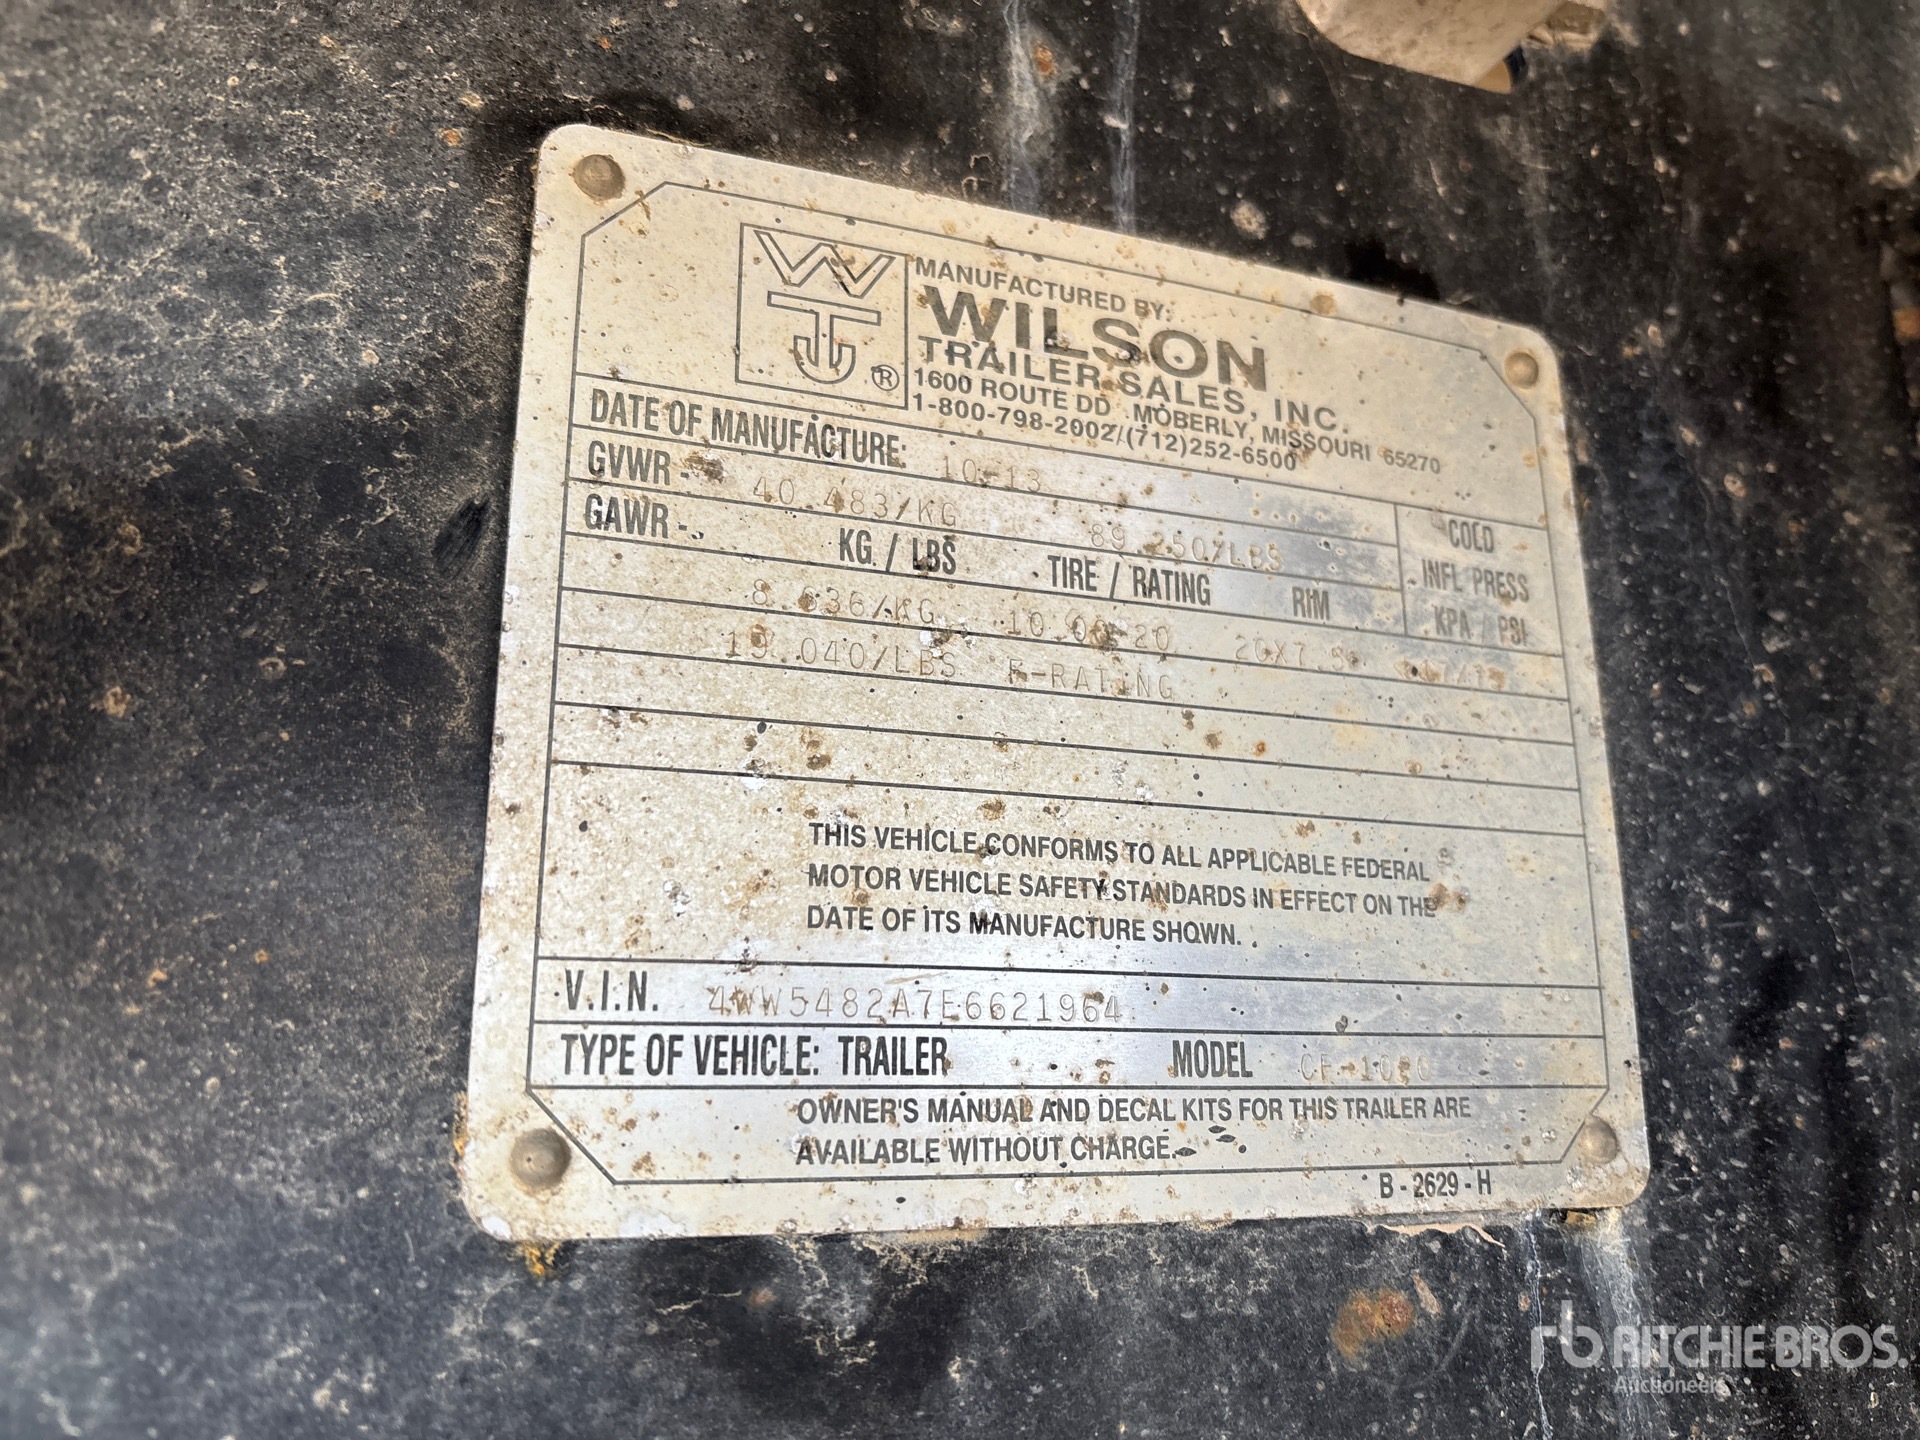 WTJ ®
MANUFACTURED BY:
WILSON
TRAILER SALES, INC.
1600 ROUTE DD MOBERLY, MISSOURI 65270
1-800-798-2002/(712)252-6500
DATE OF MANUFACTURE: 10-13
GVWR - 40 483/KG 89 250/LBS
GAWR - KG / LBS TIRE / RATING RIM
COLD
INFL PRESS
KPA / PSI
8 636/KG 10.00-20
19 040/LBS F-RATING
THIS VEHICLE CONFORMS TO ALL APPLICABLE FEDERAL
MOTOR VEHICLE SAFETY STANDARDS IN EFFECT ON THE
DATE OF ITS MANUFACTURE SHOWN.
V.I.N. 4WW5482A7E6621964
TYPE OF VEHICLE: TRAILER MODEL
OWNER'S MANUAL AND DECAL KITS FOR THIS TRAILER ARE
AVAILABLE WITHOUT CHARGE.
B - 2629 - H
rb RITCHIE BROS.
Auctioneers